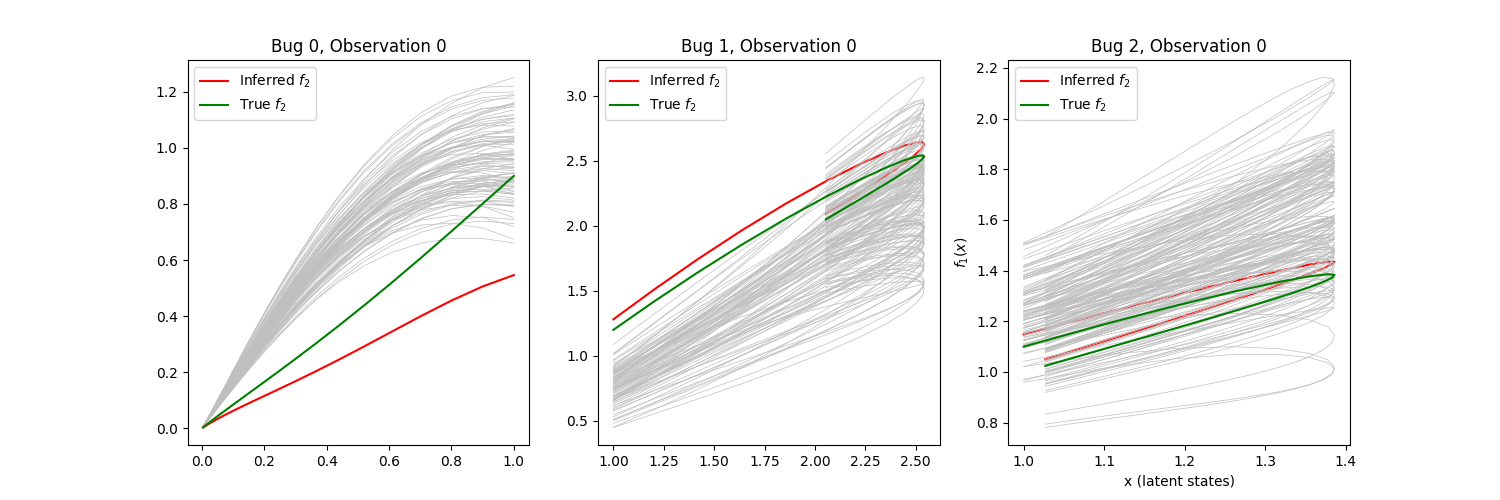 Bug 0, Observation 0
Inferred f₂
True f₂
1.2
1.0
0.8
0.6
0.4
0.2
0.0
0.0 0.2 0.4 0.6 0.8 1.0
Bug 1, Observation 0
Inferred f₂
True f₂
3.0
2.5
2.0
1.5
1.0
0.5
1.00 1.25 1.50 1.75 2.00 2.25 2.50
Bug 2, Observation 0
Inferred f₂
True f₂
f₁(x)
2.2
2.0
1.8
1.6
1.4
1.2
1.0
0.8
1.0 1.1 1.2 1.3 1.4
x (latent states)